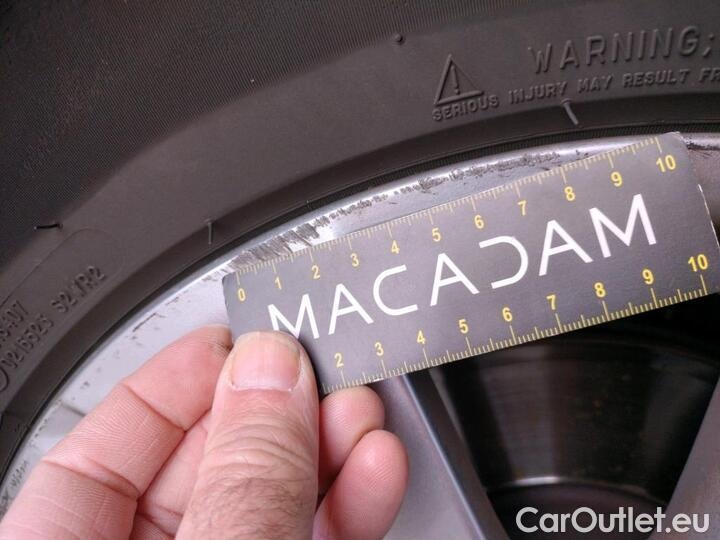 WARNING;
SERIOUS INJURY MAY RESULT FR
0 1 2 3 4 5 6 7 8 9 10
MACADAM
2 3 4 5 6 7 8 9 10
S2WR2
CarOutlet.eu